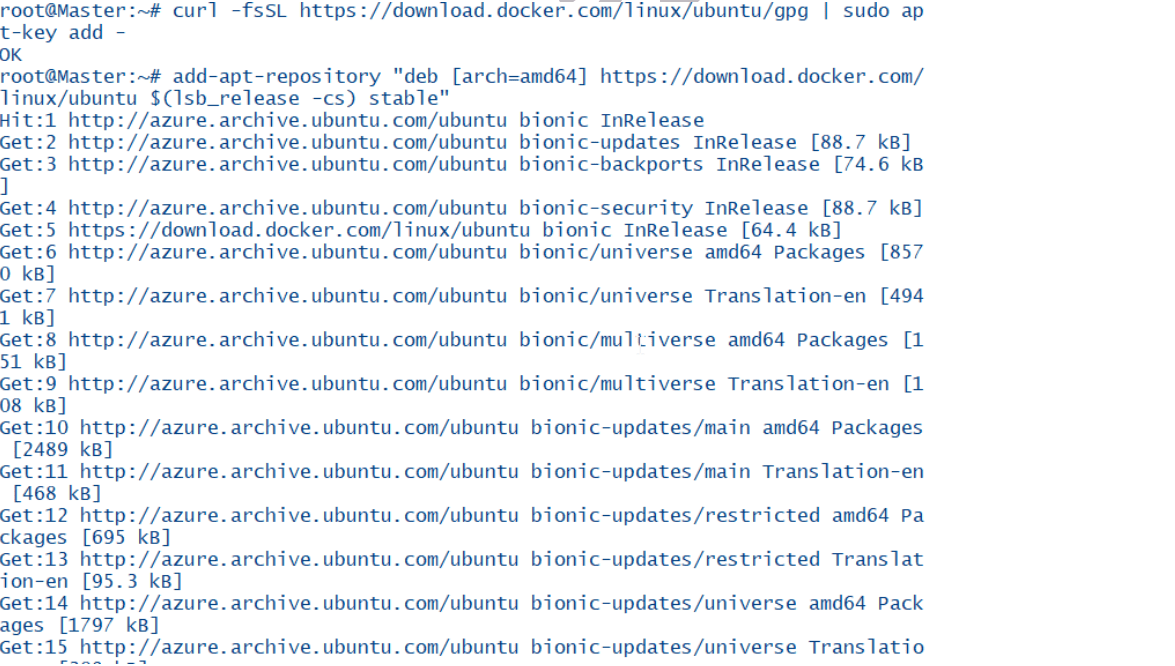 root@Master:~# curl -fsSL https://download.docker.com/linux/ubuntu/gpg | sudo ap
t-key add -
OK
root@Master:~# add-apt-repository "deb [arch=amd64] https://download.docker.com/
linux/ubuntu $(lsb_release -cs) stable"
Hit:1 http://azure.archive.ubuntu.com/ubuntu bionic InRelease
Get:2 http://azure.archive.ubuntu.com/ubuntu bionic-updates InRelease [88.7 kB]
Get:3 http://azure.archive.ubuntu.com/ubuntu bionic-backports InRelease [74.6 kB
]
Get:4 http://azure.archive.ubuntu.com/ubuntu bionic-security InRelease [88.7 kB]
Get:5 https://download.docker.com/linux/ubuntu bionic InRelease [64.4 kB]
Get:6 http://azure.archive.ubuntu.com/ubuntu bionic/universe amd64 Packages [857
0 kB]
Get:7 http://azure.archive.ubuntu.com/ubuntu bionic/universe Translation-en [494
1 kB]
Get:8 http://azure.archive.ubuntu.com/ubuntu bionic/multiverse amd64 Packages [1
51 kB]
Get:9 http://azure.archive.ubuntu.com/ubuntu bionic/multiverse Translation-en [1
08 kB]
Get:10 http://azure.archive.ubuntu.com/ubuntu bionic-updates/main amd64 Packages
[2489 kB]
Get:11 http://azure.archive.ubuntu.com/ubuntu bionic-updates/main Translation-en
[468 kB]
Get:12 http://azure.archive.ubuntu.com/ubuntu bionic-updates/restricted amd64 Pa
ckages [695 kB]
Get:13 http://azure.archive.ubuntu.com/ubuntu bionic-updates/restricted Translat
ion-en [95.3 kB]
Get:14 http://azure.archive.ubuntu.com/ubuntu bionic-updates/universe amd64 Pack
ages [1797 kB]
Get:15 http://azure.archive.ubuntu.com/ubuntu bionic-updates/universe Translatio